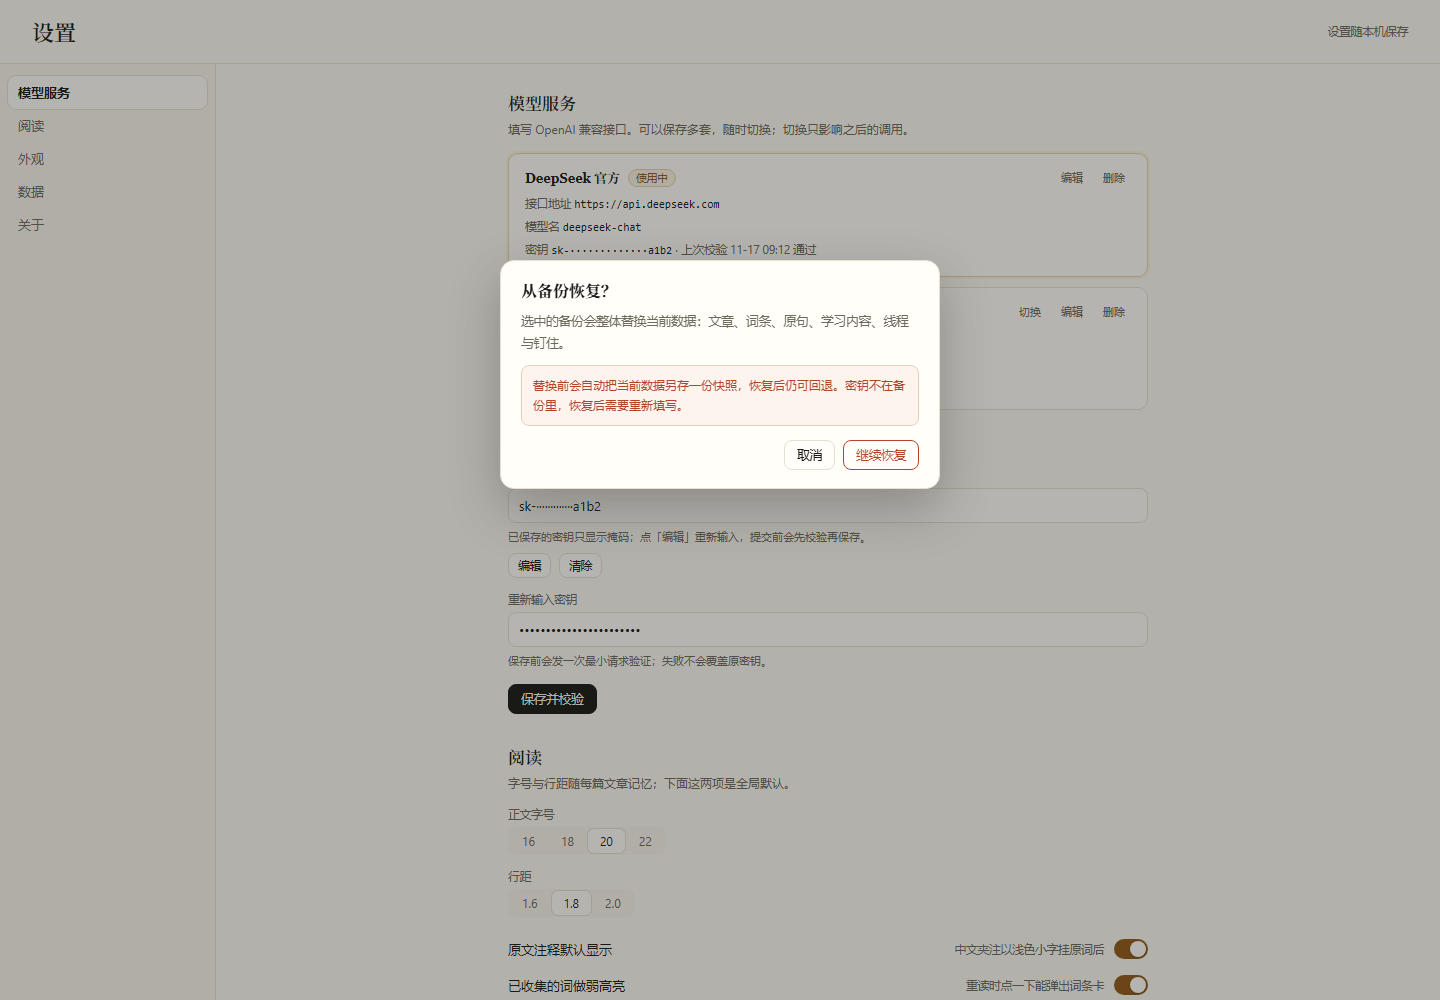 设置
设置随本机保存
模型服务
阅读
外观
数据
关于
模型服务
填写 OpenAI 兼容接口。可以保存多套，随时切换；切换只影响之后的调用。
DeepSeek 官方 使用中 编辑 删除
接口地址 https://api.deepseek.com
模型名 deepseek-chat
密钥 sk-·············a1b2 · 上次校验 11-17 09:12 通过
切换 编辑 删除
从备份恢复？
选中的备份会整体替换当前数据：文章、词条、原句、学习内容、线程
与钉住。
替换前会自动把当前数据另存一份快照，恢复后仍可回退。密钥不在备
份里，恢复后需要重新填写。
取消 继续恢复
sk-·············a1b2
已保存的密钥只显示掩码；点「编辑」重新输入，提交前会先校验再保存。
编辑 清除
重新输入密钥
•••••••••••••••••••••••
保存前会发一次最小请求验证；失败不会覆盖原密钥。
保存并校验
阅读
字号与行距随每篇文章记忆；下面这两项是全局默认。
正文字号
16 18 20 22
行距
1.6 1.8 2.0
原文注释默认显示 中文夹注以浅色小字挂原词后
已收集的词做弱高亮 重读时点一下能弹出词条卡